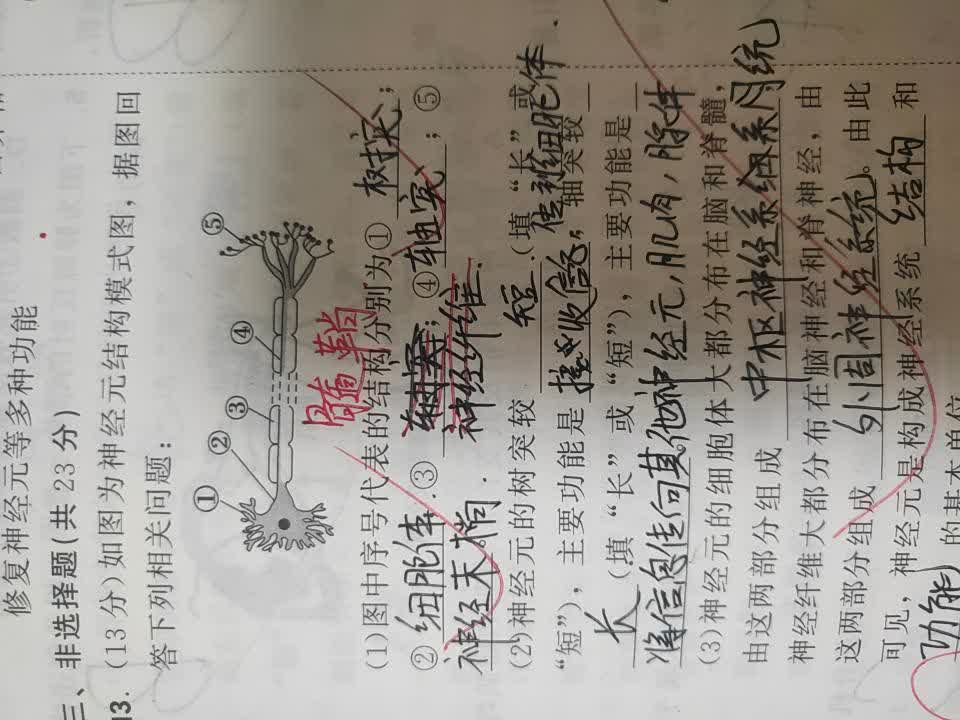 修复神经元等多种功能
三、非选择题(共 23 分)
13. (13 分)如图为神经元结构模式图，据图回
答下列相关问题：
① ② ③ ④ ⑤
髓鞘
(1)图中序号代表的结构分别为① 树突；
② 细胞体. ③ 神经纤维. ④ 轴突；⑤
神经末梢.
(2)神经元的树突较 短.(填“长”或
“短”)，主要功能是 接收信息，传到细胞体 轴突较
长 (填“长”或“短”)，主要功能是
将信息传向其他神经元，肌肉，腺体
(3)神经元的细胞体大都分布在脑和脊髓，
由这两部分组成 中枢神经系统
神经纤维大都分布在脑神经和脊神经，由
这两部分组成 外周神经系统。由此
可见，神经元是构成神经系统 结构 和
功能 的基本单位